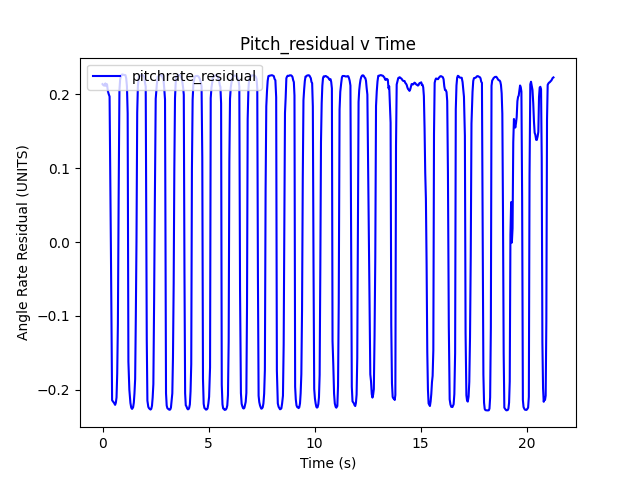 Pitch_residual v Time
pitchrate_residual
Angle Rate Residual (UNITS)
0.2
0.1
0.0
−0.1
−0.2
0 5 10 15 20
Time (s)